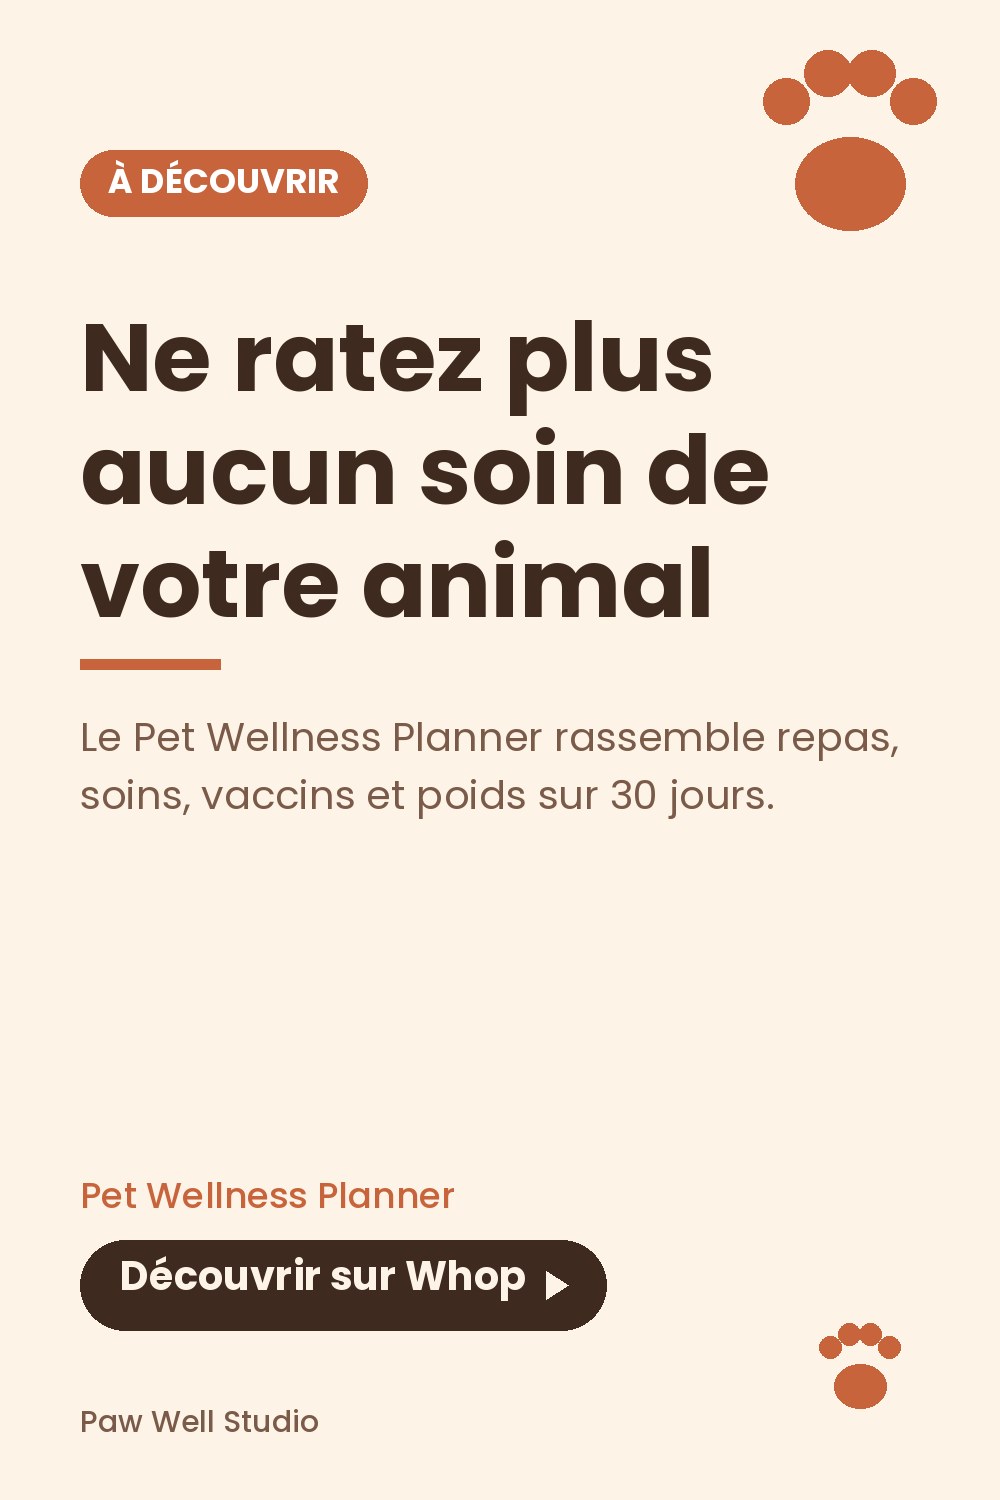 À DÉCOUVRIR
Ne ratez plus
aucun soin de
votre animal
Le Pet Wellness Planner rassemble repas,
soins, vaccins et poids sur 30 jours.
Pet Wellness Planner
Découvrir sur Whop
Paw Well Studio